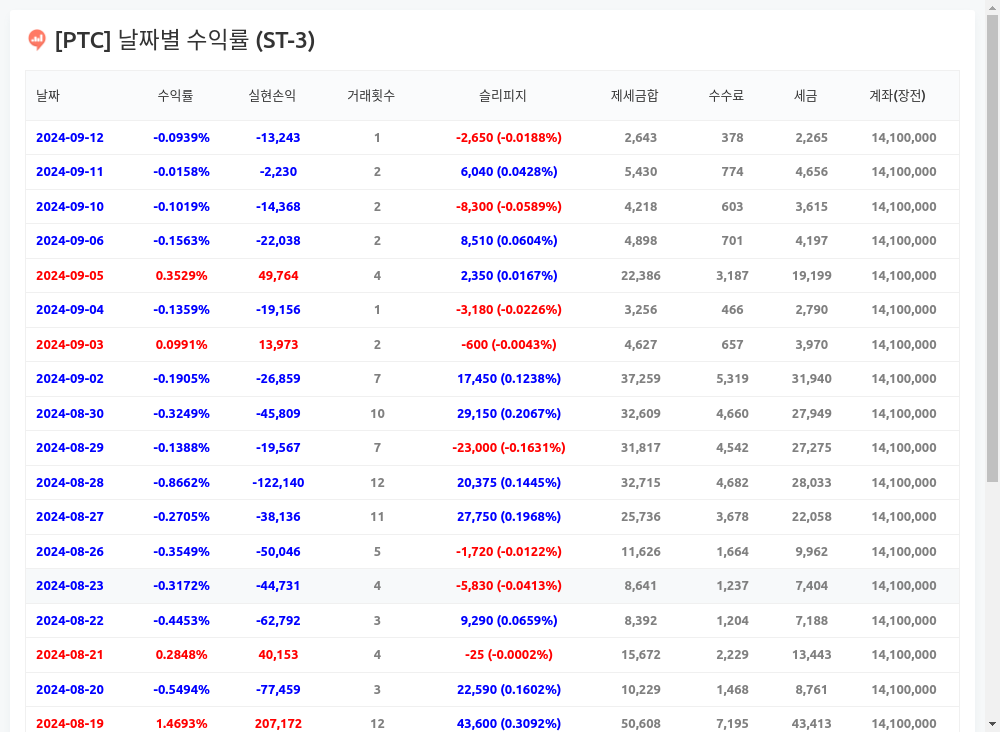 [PTC] 날짜별 수익률 (ST-3)
날짜 수익률 실현손익 거래횟수 슬리피지 제세금합 수수료 세금 계좌(장전)
2024-09-12 -0.0939% -13,243 1 -2,650 (-0.0188%) 2,643 378 2,265 14,100,000
2024-09-11 -0.0158% -2,230 2 6,040 (0.0428%) 5,430 774 4,656 14,100,000
2024-09-10 -0.1019% -14,368 2 -8,300 (-0.0589%) 4,218 603 3,615 14,100,000
2024-09-06 -0.1563% -22,038 2 8,510 (0.0604%) 4,898 701 4,197 14,100,000
2024-09-05 0.3529% 49,764 4 2,350 (0.0167%) 22,386 3,187 19,199 14,100,000
2024-09-04 -0.1359% -19,156 1 -3,180 (-0.0226%) 3,256 466 2,790 14,100,000
2024-09-03 0.0991% 13,973 2 -600 (-0.0043%) 4,627 657 3,970 14,100,000
2024-09-02 -0.1905% -26,859 7 17,450 (0.1238%) 37,259 5,319 31,940 14,100,000
2024-08-30 -0.3249% -45,809 10 29,150 (0.2067%) 32,609 4,660 27,949 14,100,000
2024-08-29 -0.1388% -19,567 7 -23,000 (-0.1631%) 31,817 4,542 27,275 14,100,000
2024-08-28 -0.8662% -122,140 12 20,375 (0.1445%) 32,715 4,682 28,033 14,100,000
2024-08-27 -0.2705% -38,136 11 27,750 (0.1968%) 25,736 3,678 22,058 14,100,000
2024-08-26 -0.3549% -50,046 5 -1,720 (-0.0122%) 11,626 1,664 9,962 14,100,000
2024-08-23 -0.3172% -44,731 4 -5,830 (-0.0413%) 8,641 1,237 7,404 14,100,000
2024-08-22 -0.4453% -62,792 3 9,290 (0.0659%) 8,392 1,204 7,188 14,100,000
2024-08-21 0.2848% 40,153 4 -25 (-0.0002%) 15,672 2,229 13,443 14,100,000
2024-08-20 -0.5494% -77,459 3 22,590 (0.1602%) 10,229 1,468 8,761 14,100,000
2024-08-19 1.4693% 207,172 12 43,600 (0.3092%) 50,608 7,195 43,413 14,100,000